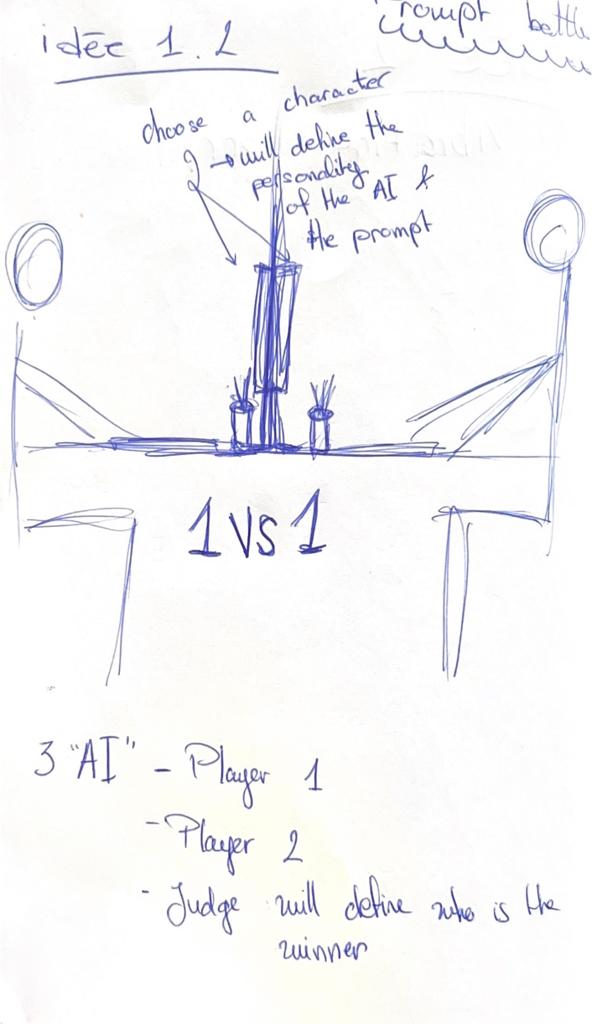 idée 1.2
Prompt battle
choose a character
→ will define the
personality
of the AI &
the prompt
1 VS 1
3 "AI" - Player 1
- Player 2
- Judge will define who is the
winner